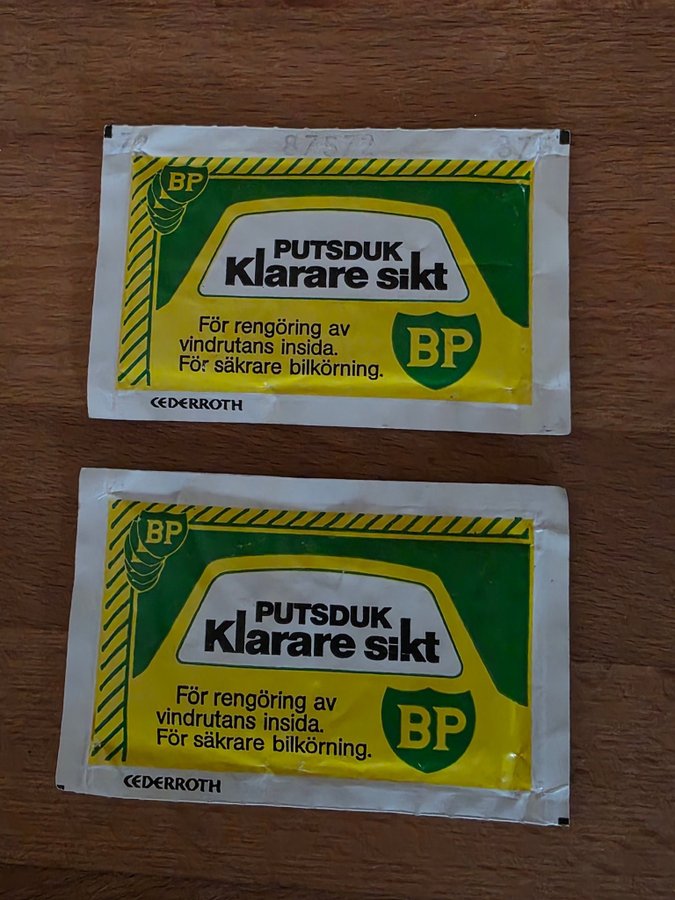 87572
BP
PUTSDUK
Klarare sikt
För rengöring av
vindrutans insida.
För säkrare bilkörning.
BP
CEDERROTH
BP
PUTSDUK
Klarare sikt
För rengöring av
vindrutans insida.
För säkrare bilkörning.
BP
CEDERROTH